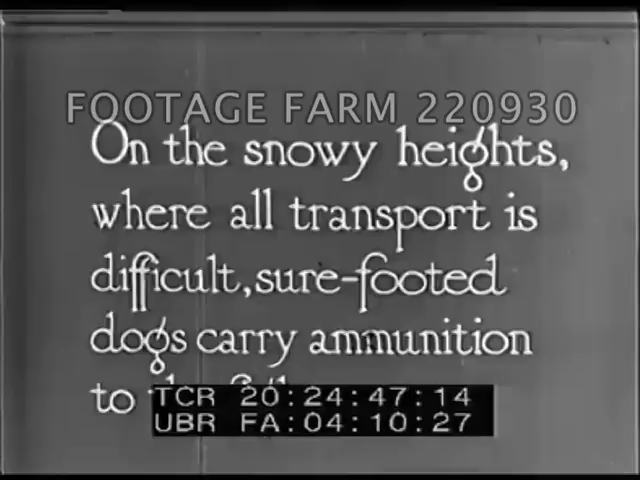 FOOTAGE FARM 220930
On the snowy heights,
where all transport is
difficult, sure-footed
dogs carry ammunition
to
TCR 20:24:47:14
UBR FA:04:10:27